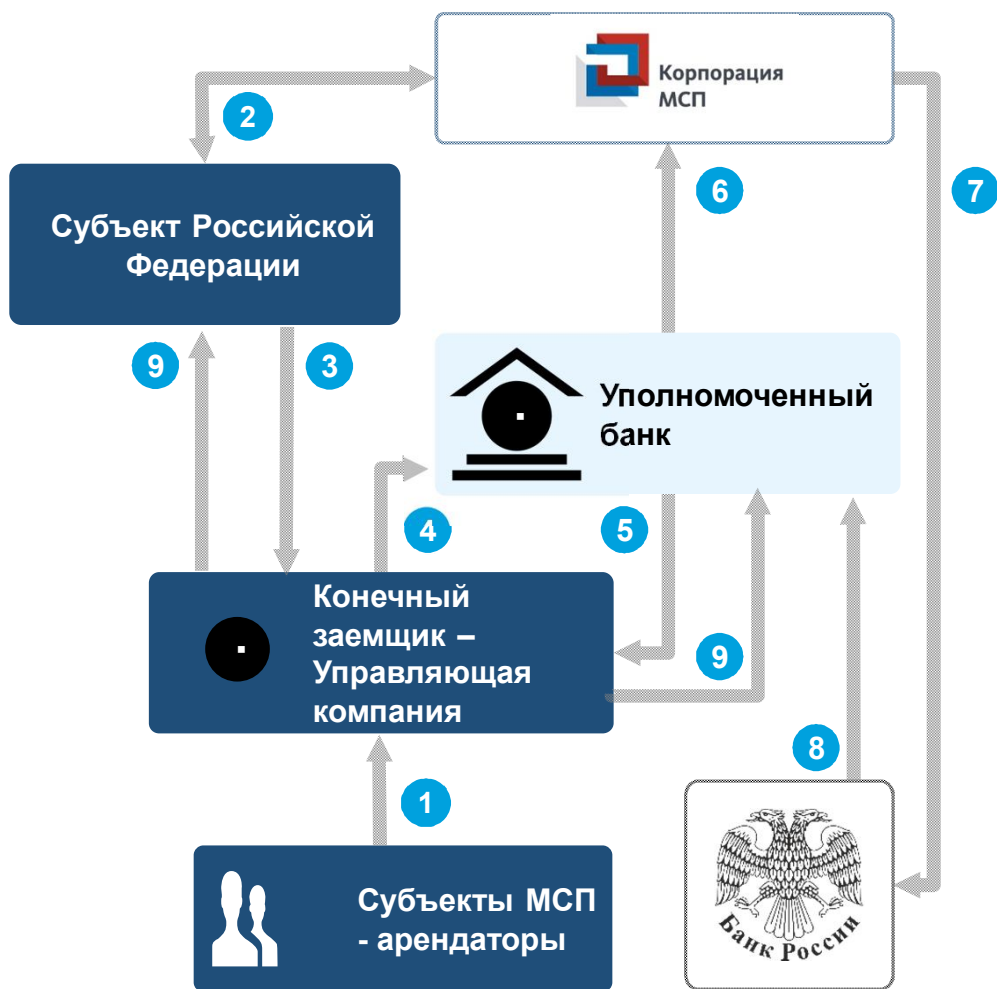 Корпорация
МСП
2
6
7
Субъект Российской
Федерации
9
3
Уполномоченный
банк
4
5
Конечный
заемщик –
Управляющая
компания
9
8
1
Субъекты МСП
- арендаторы
Банк России